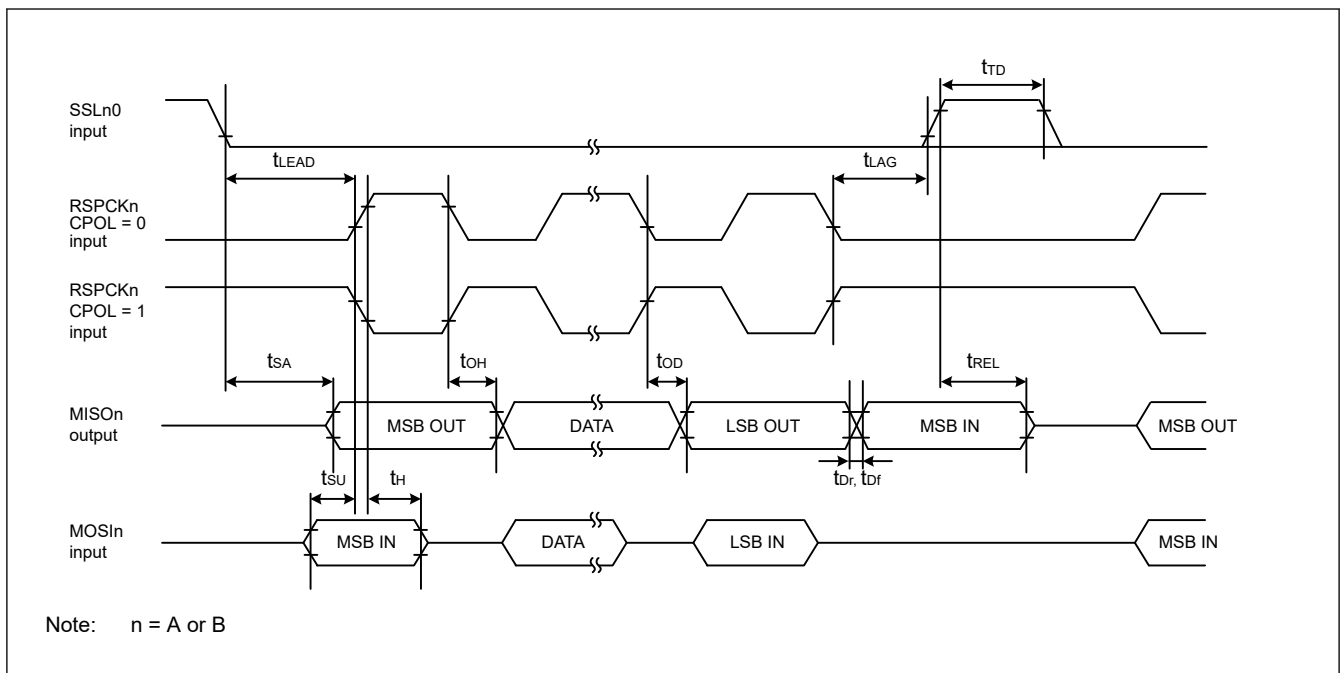 tTD
SSLn0
input
tLEAD
tLAG
RSPCKn
CPOL = 0
input
RSPCKn
CPOL = 1
input
tSA
tOH
tOD
tREL
MISOn
output
MSB OUT
DATA
LSB OUT
MSB IN
MSB OUT
tSU
tH
tDr, tDf
MOSIn
input
MSB IN
DATA
LSB IN
MSB IN
Note: n = A or B